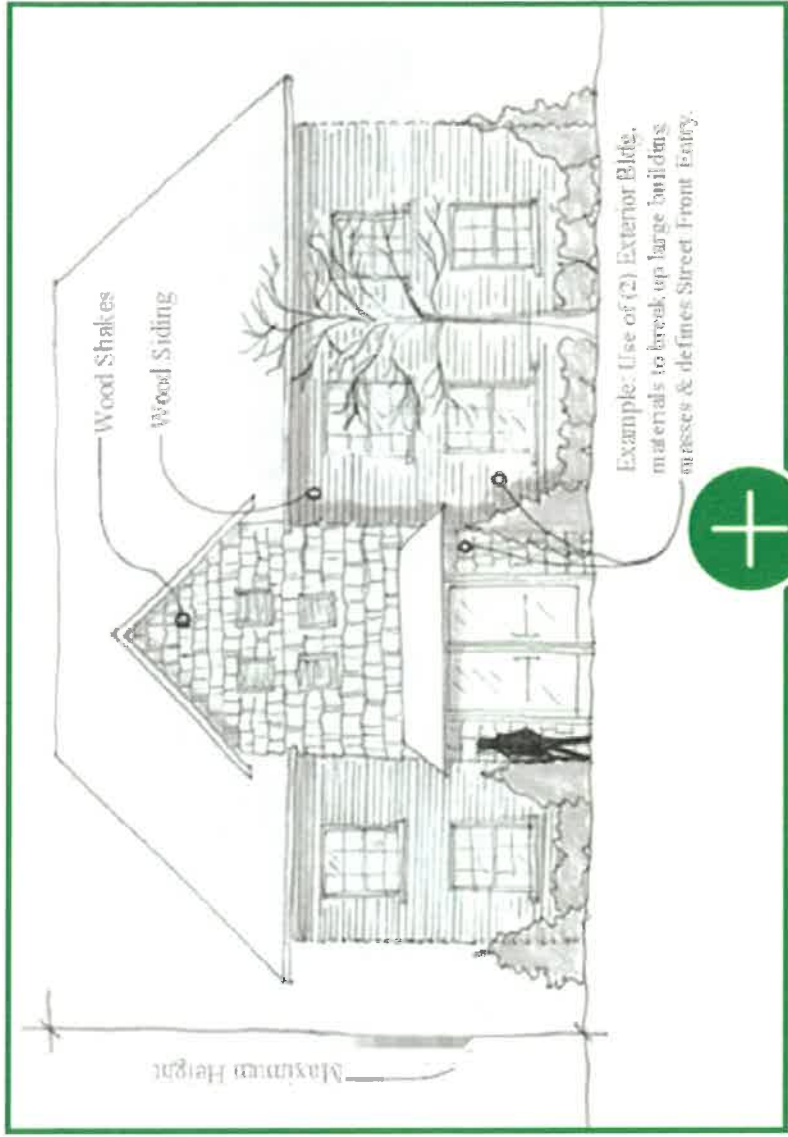 Wood Shakes
Wood Siding
Maximum Height
Example: Use of (2) Exterior Bldg.
materials to break up large building
masses & defines Street Front Entry.